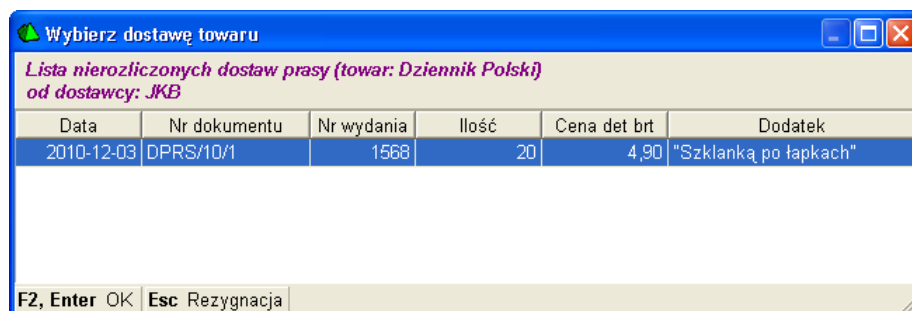 Wybierz dostawę towaru
Lista nierozliczonych dostaw prasy (towar: Dziennik Polski)
od dostawcy: JKB
Data Nr dokumentu Nr wydania Ilość Cena det brt Dodatek
2010-12-03 DPRS/10/1 1568 20 4,90 "Szklanką po łapkach"
F2, Enter OK Esc Rezygnacja